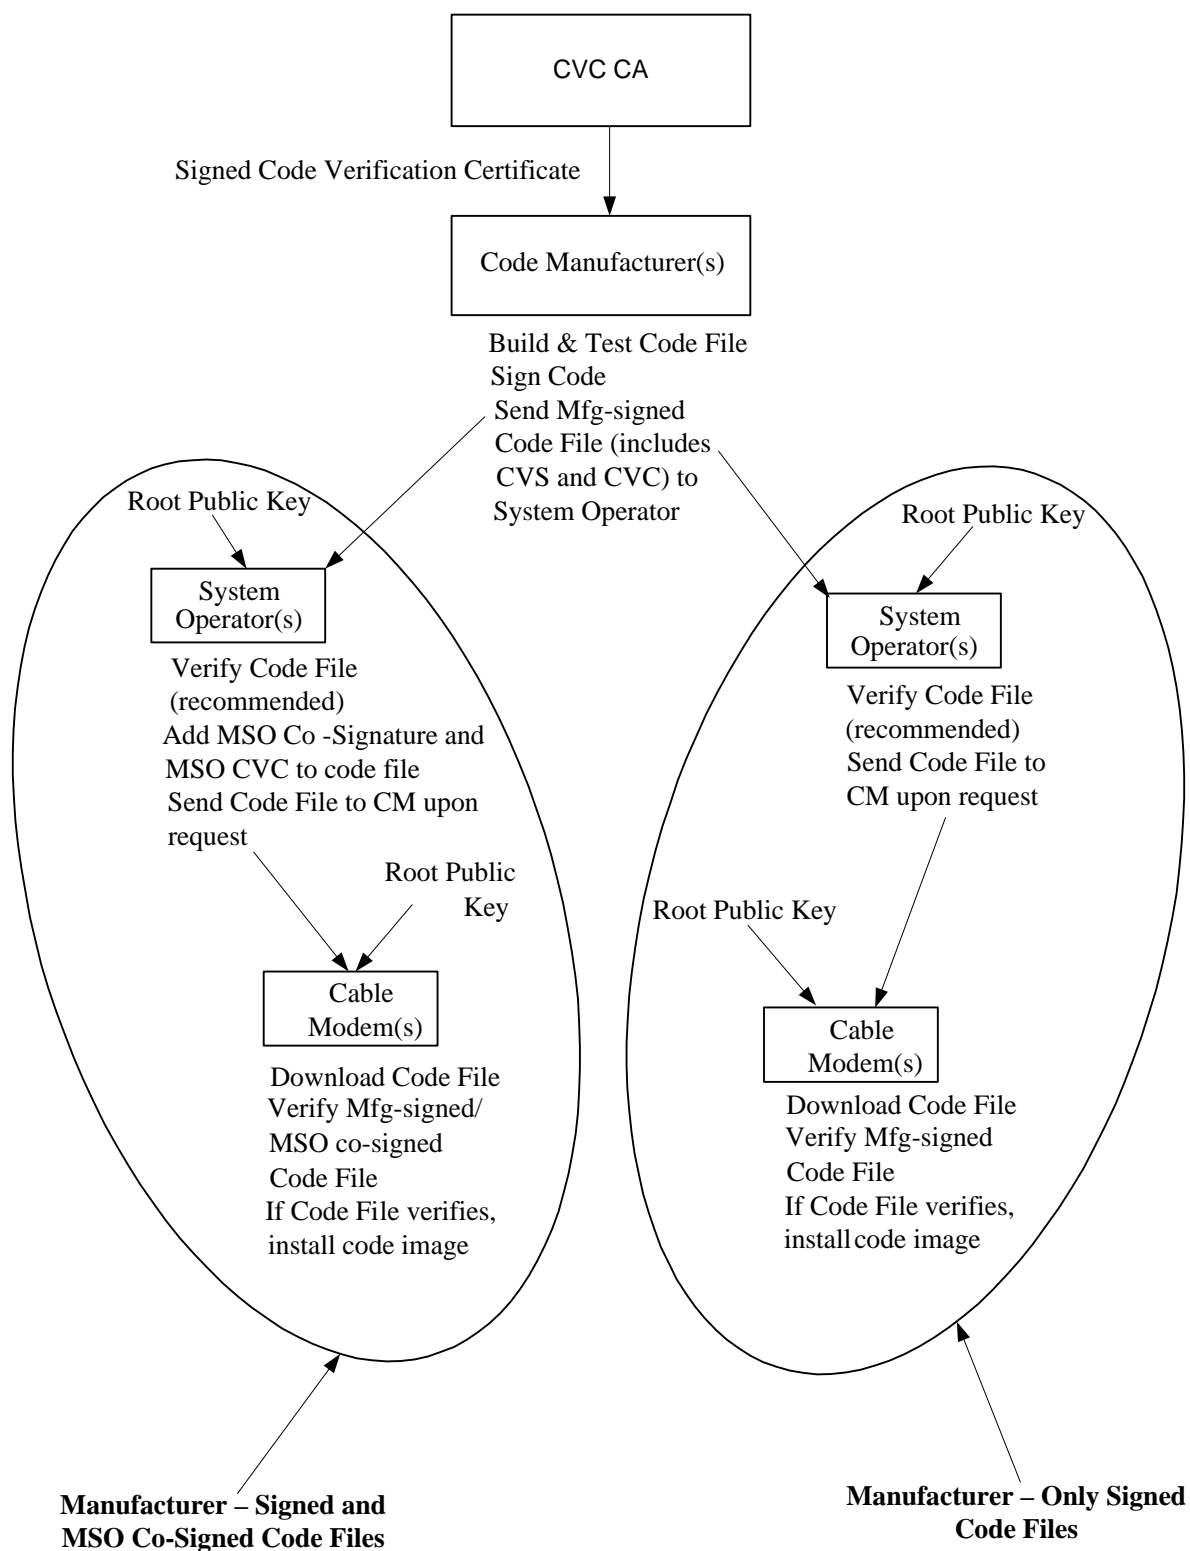 CVC CA
Signed Code Verification Certificate
Code Manufacturer(s)
Build & Test Code File
Sign Code
Send Mfg-signed
Code File (includes
CVS and CVC) to
System Operator
Root Public Key
System
Operator(s)
Verify Code File
(recommended)
Add MSO Co -Signature and
MSO CVC to code file
Send Code File to CM upon
request
Root Public
Key
Cable
Modem(s)
Download Code File
Verify Mfg-signed/
MSO co-signed
Code File
If Code File verifies,
install code image
Manufacturer – Signed and
MSO Co-Signed Code Files
Root Public Key
System
Operator(s)
Verify Code File
(recommended)
Send Code File to
CM upon request
Root Public Key
Cable
Modem(s)
Download Code File
Verify Mfg-signed
Code File
If Code File verifies,
install code image
Manufacturer – Only Signed
Code Files